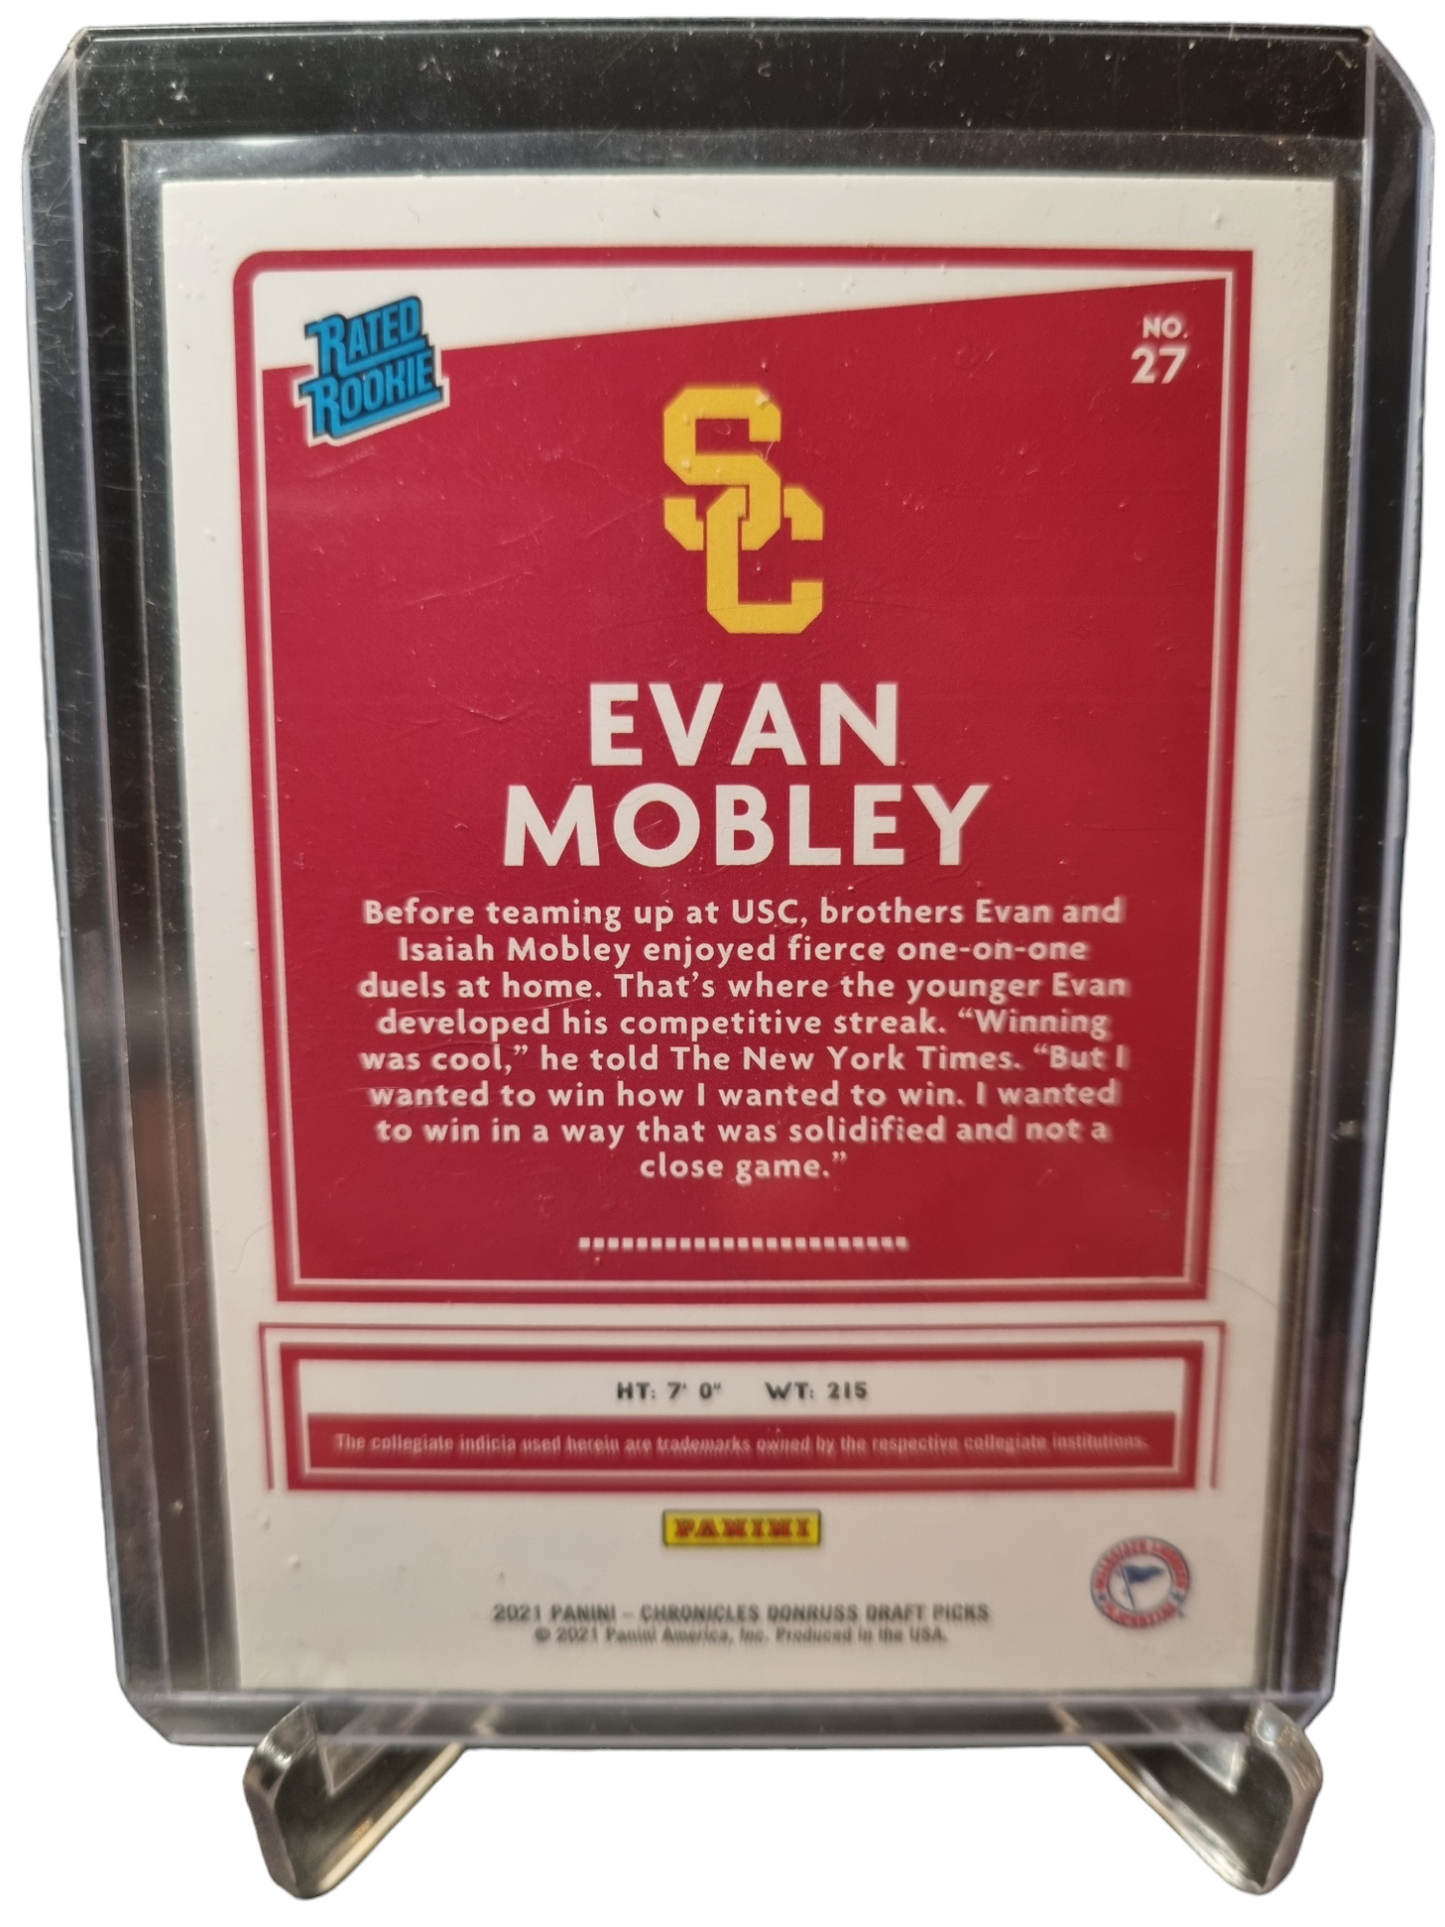 RATED
ROOKIE
NO.
27
SC
EVAN
MOBLEY
Before teaming up at USC, brothers Evan and
Isaiah Mobley enjoyed fierce one-on-one
duels at home. That's where the younger Evan
developed his competitive streak. “Winning
was cool,” he told The New York Times. “But I
wanted to win how I wanted to win. I wanted
to win in a way that was solidified and not a
close game.”
HT: 7' 0" WT: 215
The collegiate indicia used herein are trademarks owned by the respective collegiate institutions.
PANINI
2021 PANINI – CHRONICLES DONRUSS DRAFT PICKS
© 2021 Panini America, Inc. Produced in the USA.